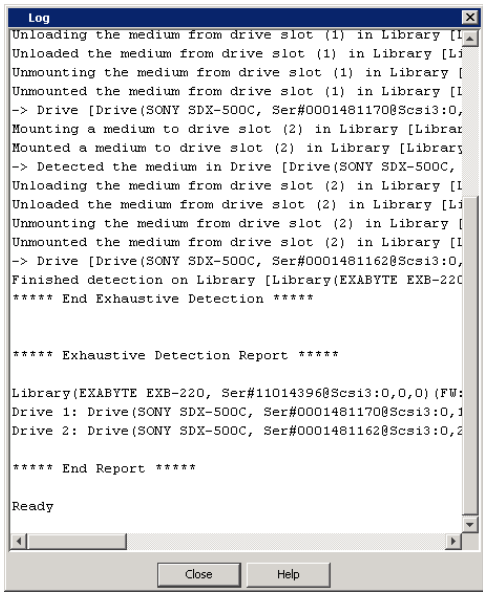 Log
Unloading the medium from drive slot (1) in Library [L
Unloaded the medium from drive slot (1) in Library [Li
Unmounting the medium from drive slot (1) in Library [
Unmounted the medium from drive slot (1) in Library [L
-> Drive [Drive(SONY SDX-500C, Ser#0001481170@Scsi3:0,
Mounting a medium to drive slot (2) in Library [Librar
Mounted a medium to drive slot (2) in Library [Library
-> Detected the medium in Drive [Drive(SONY SDX-500C,
Unloading the medium from drive slot (2) in Library [L
Unloaded the medium from drive slot (2) in Library [Li
Unmounting the medium from drive slot (2) in Library [
Unmounted the medium from drive slot (2) in Library [L
-> Drive [Drive(SONY SDX-500C, Ser#0001481162@Scsi3:0,
Finished detection on Library [Library(EXABYTE EXB-220
***** End Exhaustive Detection *****
***** Exhaustive Detection Report *****
Library(EXABYTE EXB-220, Ser#11014396@Scsi3:0,0,0)(FW:
Drive 1: Drive(SONY SDX-500C, Ser#0001481170@Scsi3:0,1
Drive 2: Drive(SONY SDX-500C, Ser#0001481162@Scsi3:0,2
***** End Report *****
Ready
Close Help